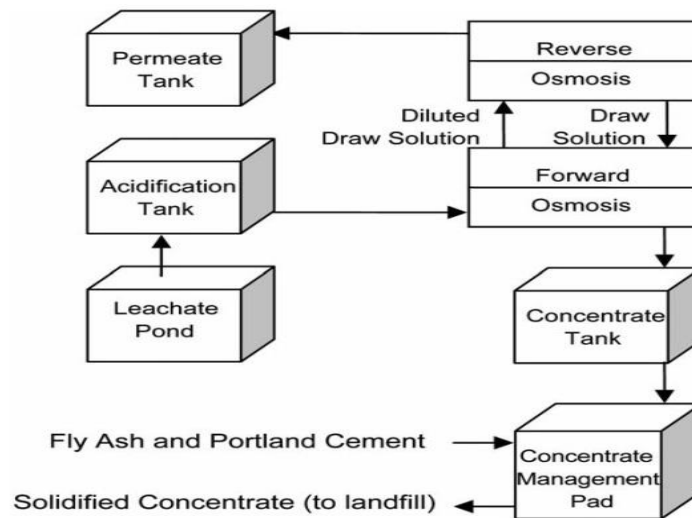 Permeate
Tank
Reverse
Osmosis
Diluted
Draw Solution
Draw
Solution
Acidification
Tank
Forward
Osmosis
Leachate
Pond
Concentrate
Tank
Fly Ash and Portland Cement
Concentrate
Management
Pad
Solidified Concentrate (to landfill)